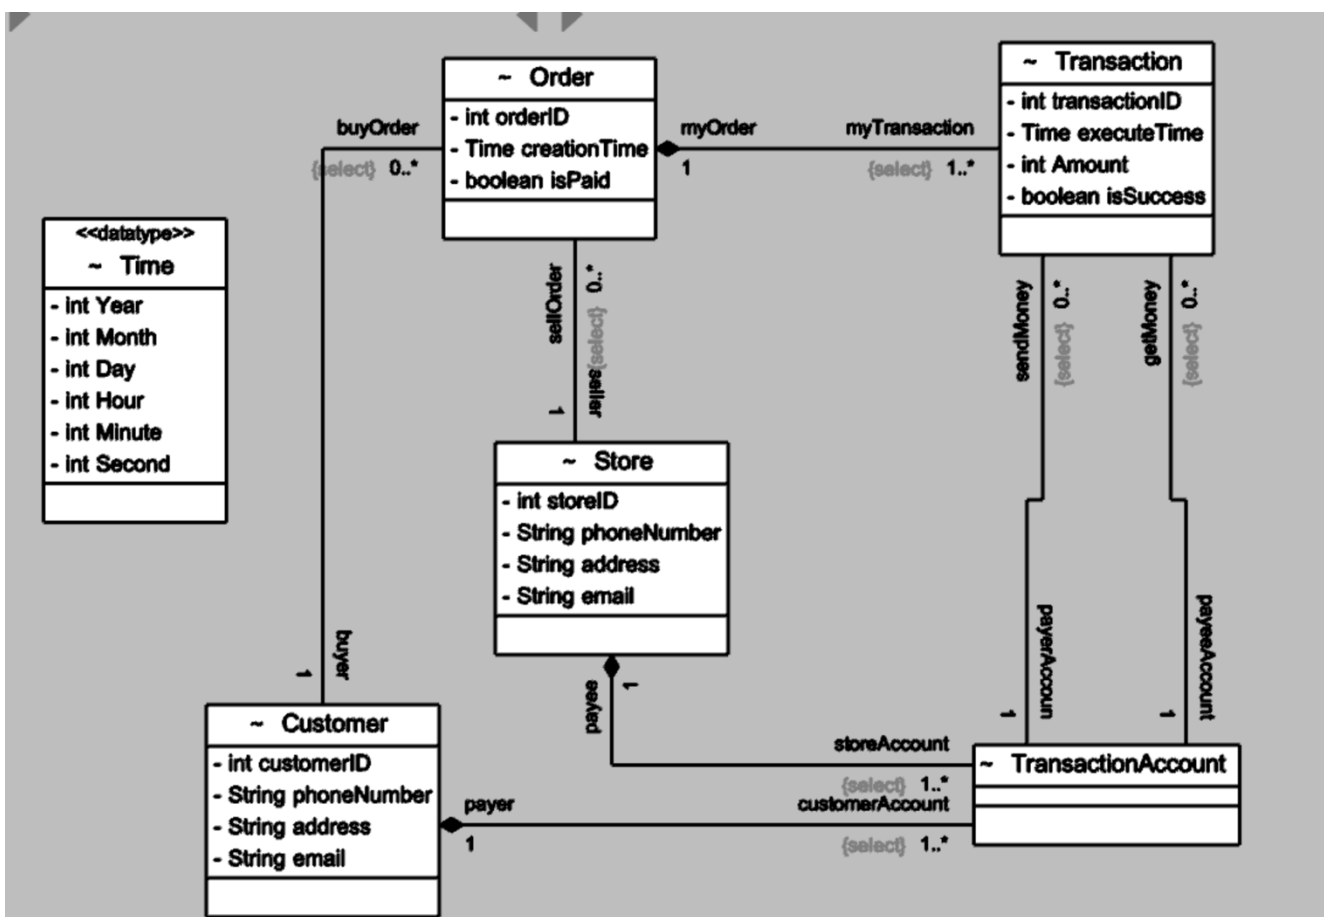 ~ Order
- int orderID
- Time creationTime
- boolean isPaid
~ Transaction
- int transactionID
- Time executeTime
- int Amount
- boolean isSuccess
buyOrder
{select} 0..*
myOrder
1
myTransaction
{select} 1..*
<<datatype>>
~ Time
- int Year
- int Month
- int Day
- int Hour
- int Minute
- int Second
sellOrder
0..* {select}
seller
1
sendMoney
0..* {select}
getMoney
0..* {select}
~ Store
- int storeID
- String phoneNumber
- String address
- String email
buyer
1
payee
1
payerAccoun
1
payeeAccount
1
~ Customer
- int customerID
- String phoneNumber
- String address
- String email
storeAccount
{select} 1..*
payer
1
customerAccount
{select} 1..*
~ TransactionAccount